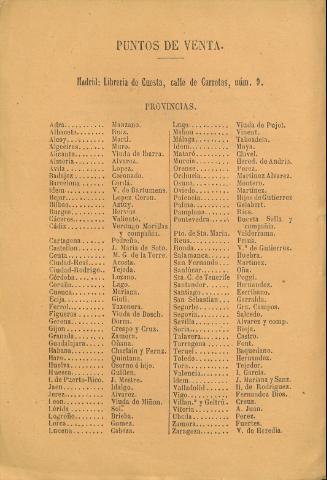 PUNTOS DE VENTA.
Madrid: Libreria de Cuesta, calle de Carretas, núm. 9.
PROVINCIAS.
Adra......... Manzano.
Albacete...... Ruiz.
Alcoy........ Martí.
Algeciras...... Muro.
Alicante...... Viuda de Ibarra.
Almería...... Alvarez.
Avila........ Lopez.
Badajoz...... Coronado.
Barcelona..... Cerdá.
Idem........ V. de Bartumeus.
Bejar........ Lopez Coron.
Bilbao....... Astuy.
Burgos....... Hervias.
Cáceres...... Valiente.
Cádiz........ Verdugo Morillas
y compañia.
Cartagena..... Pedreño.
Castellon..... J. María de Soto.
Ceuta........ M. G. de la Torre.
Ciudad-Real.... Acosta.
Ciudad-Rodrigo.. Tejeda.
Córdoba...... Lozano.
Coruña....... Lago.
Cuenca....... Mariana.
Ecija........ Giuli.
Ferrol....... Taxonera.
Figueras...... Viuda de Bosch.
Gerona....... Dorca.
Gijon........ Crespo y Cruz.
Granada...... Zamora.
Guadalajara.... Oñana.
Habana....... Charlain y Fernz.
Haro......... Quintana.
Huelva....... Osorno é hijo.
Huesca....... Guillen.
I. de Puerto-Rico. J. Mestre.
Jaen......... Idalgo.
Jerez........ Alvarez.
Leon......... Viuda de Miñon.
Lérida....... Sol.
Logroño...... Brieba.
Lorca........ Gomez.
Lucena....... Cabeza.
Lugo........ Viuda de Pujol.
Mahon....... Vinent.
Málaga....... Taboadela.
Idem........ Moya.
Mataró....... Clavel.
Murcia....... Hered. de Andrio.
Orense....... Perez.
Orihuela...... Martinez Alvarez.
Osuna........ Montero.
Oviedo....... Martinez.
Palencia...... Hijos de Gutierrez
Palma....... Gelabert.
Pamplona..... Rios.
Pontevedra.... Buceta Solla y
compañia.
Pto. de Sta. María. Valderrama.
Reus........ Prius.
Ronda....... V.ª de Gutierrez.
Salamanca..... Huebra.
San Fernando... Martinez.
Sanlúcar...... Oña.
Sta. C. de Tenerife Poggi.
Santander..... Hernandez.
Santiago...... Escribano.
San Sebastian... Garralda.
Segorbe...... Gra. Campos.
Segovia...... Salcedo.
Sevilla....... Alvarez y comp.
Soria........ Rioja.
Talavera...... Castro.
Tarragona..... Font.
Teruel....... Baquedano.
Toledo....... Hernandez.
Toro........ Tejedor.
Valencia...... I. Garcia.
Idem........ J. Mariana y Sanz.
Valladolid..... H. de Rodriguez.
Vigo........ Fernandez Dios.
Villan.ª y Geltrú. Creus.
Vitoria....... A. Juan.
Ubeda....... Perez.
Zamora...... Fuertes.
Zaragoza..... V. de Heredia.